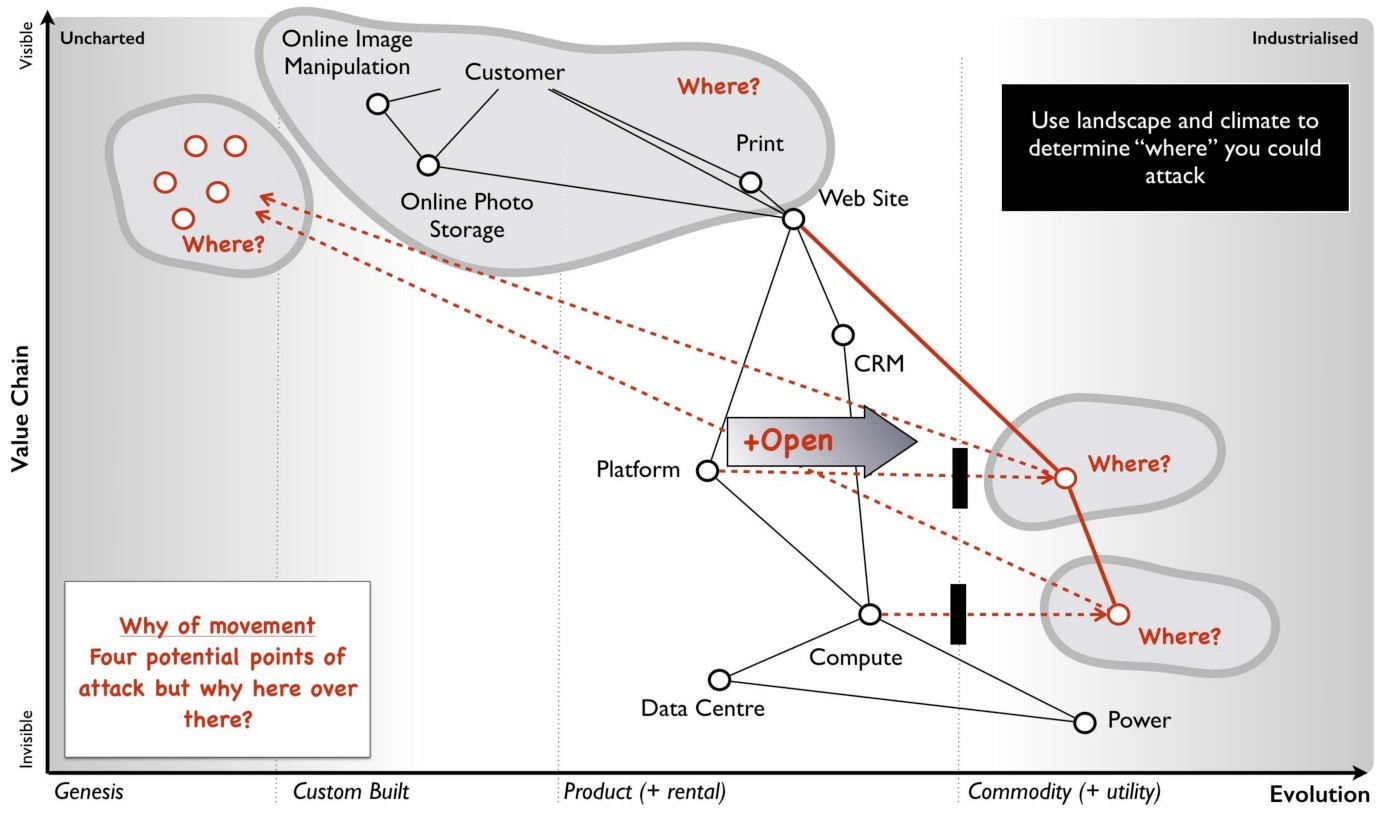 Visible
Uncharted
Online Image
Manipulation
Customer
Where?
Industrialised
Use landscape and climate to
determine “where” you could
attack
Print
Web Site
Online Photo
Storage
Where?
CRM
Value Chain
+Open
Platform
Where?
Why of movement
Four potential points of
attack but why here over
there?
Where?
Compute
Data Centre
Power
Invisible
Genesis
Custom Built
Product (+ rental)
Commodity (+ utility)
Evolution